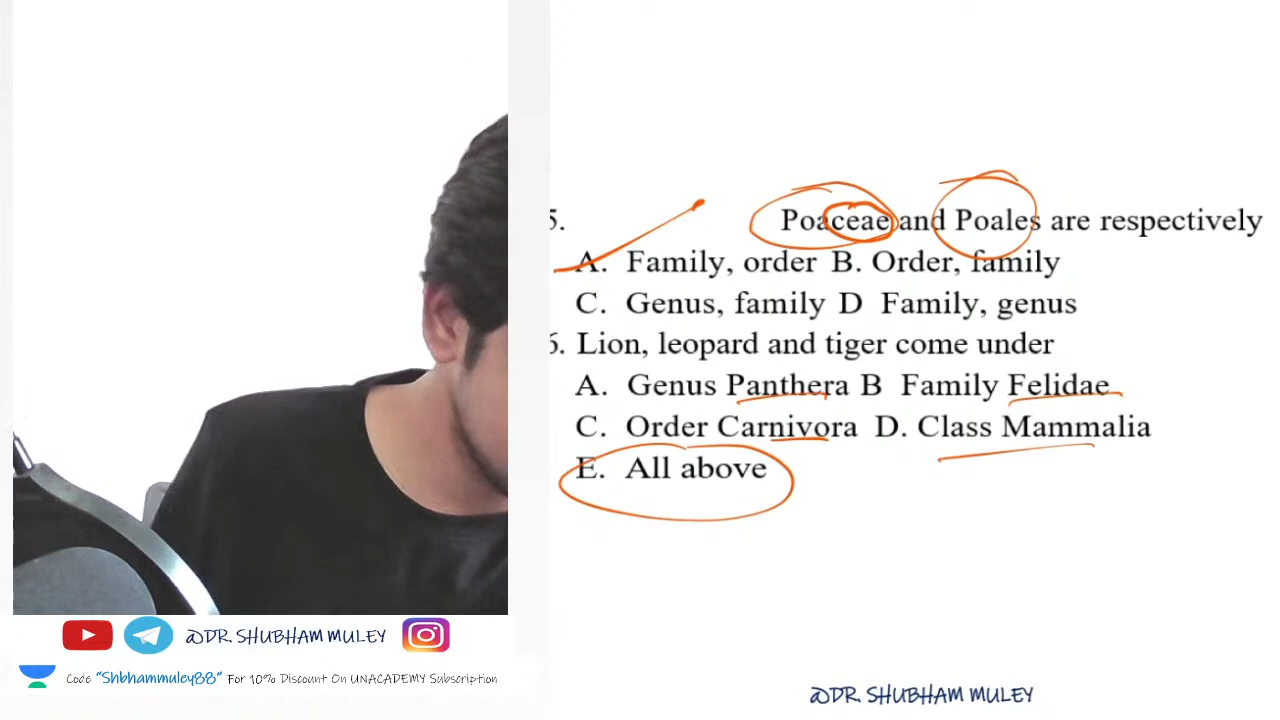 5. Poaceae and Poales are respectively
A. Family, order B. Order, family
C. Genus, family D Family, genus
6. Lion, leopard and tiger come under
A. Genus Panthera B Family Felidae
C. Order Carnivora D. Class Mammalia
E. All above
@DR. SHUBHAM MULEY
Code "Shbhammuley88" For 10% Discount On UNACADEMY Subscription
@DR. SHUBHAM MULEY